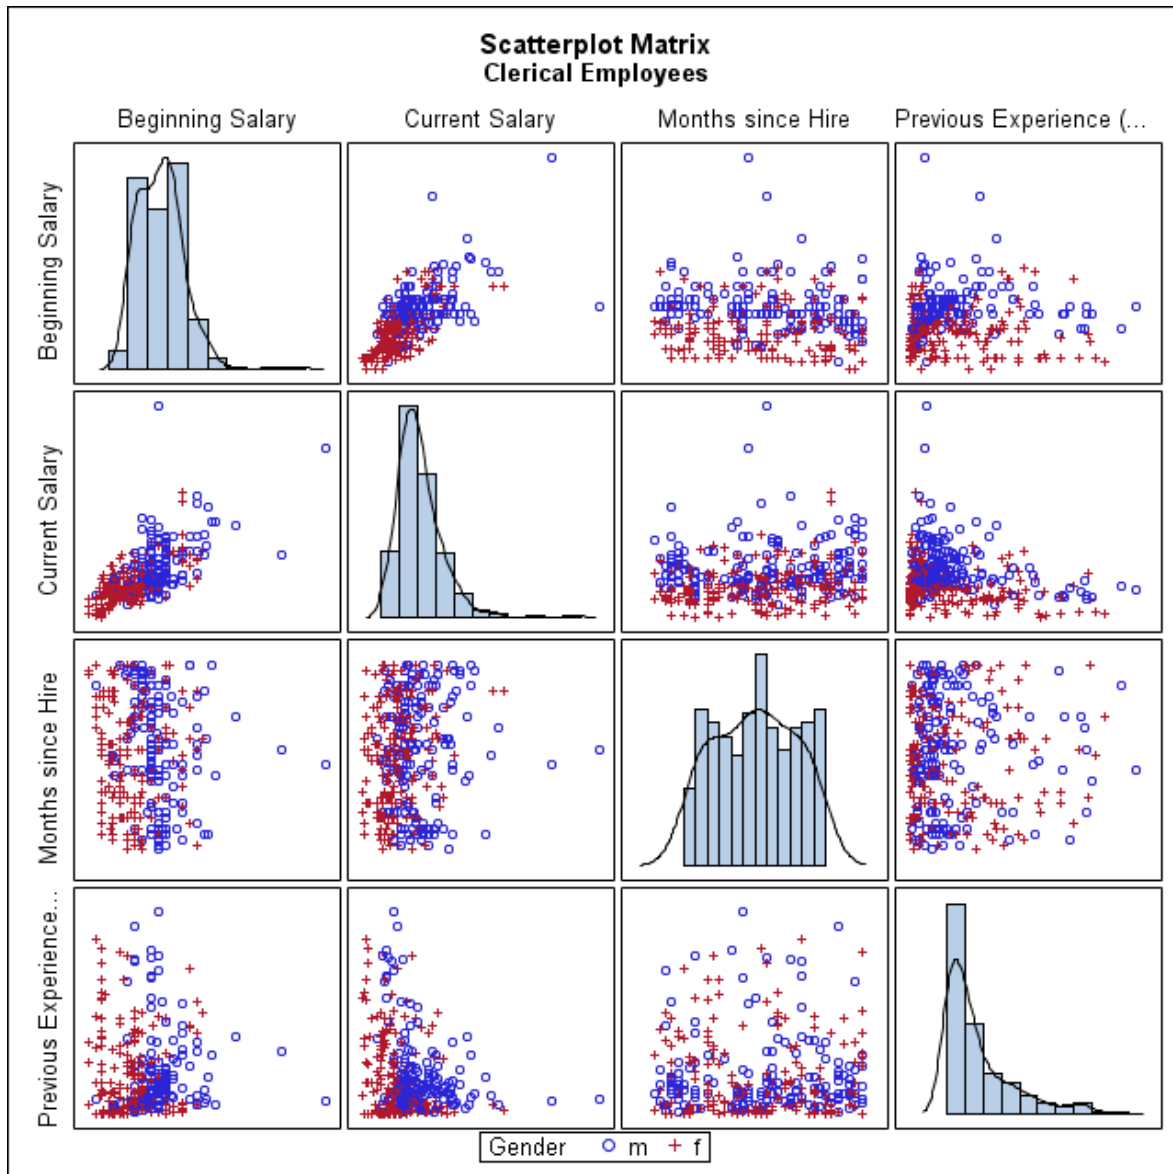 Scatterplot Matrix
Clerical Employees
Beginning Salary
Current Salary
Months since Hire
Previous Experience (...
Beginning Salary
Current Salary
Months since Hire
Previous Experience...
Gender m f